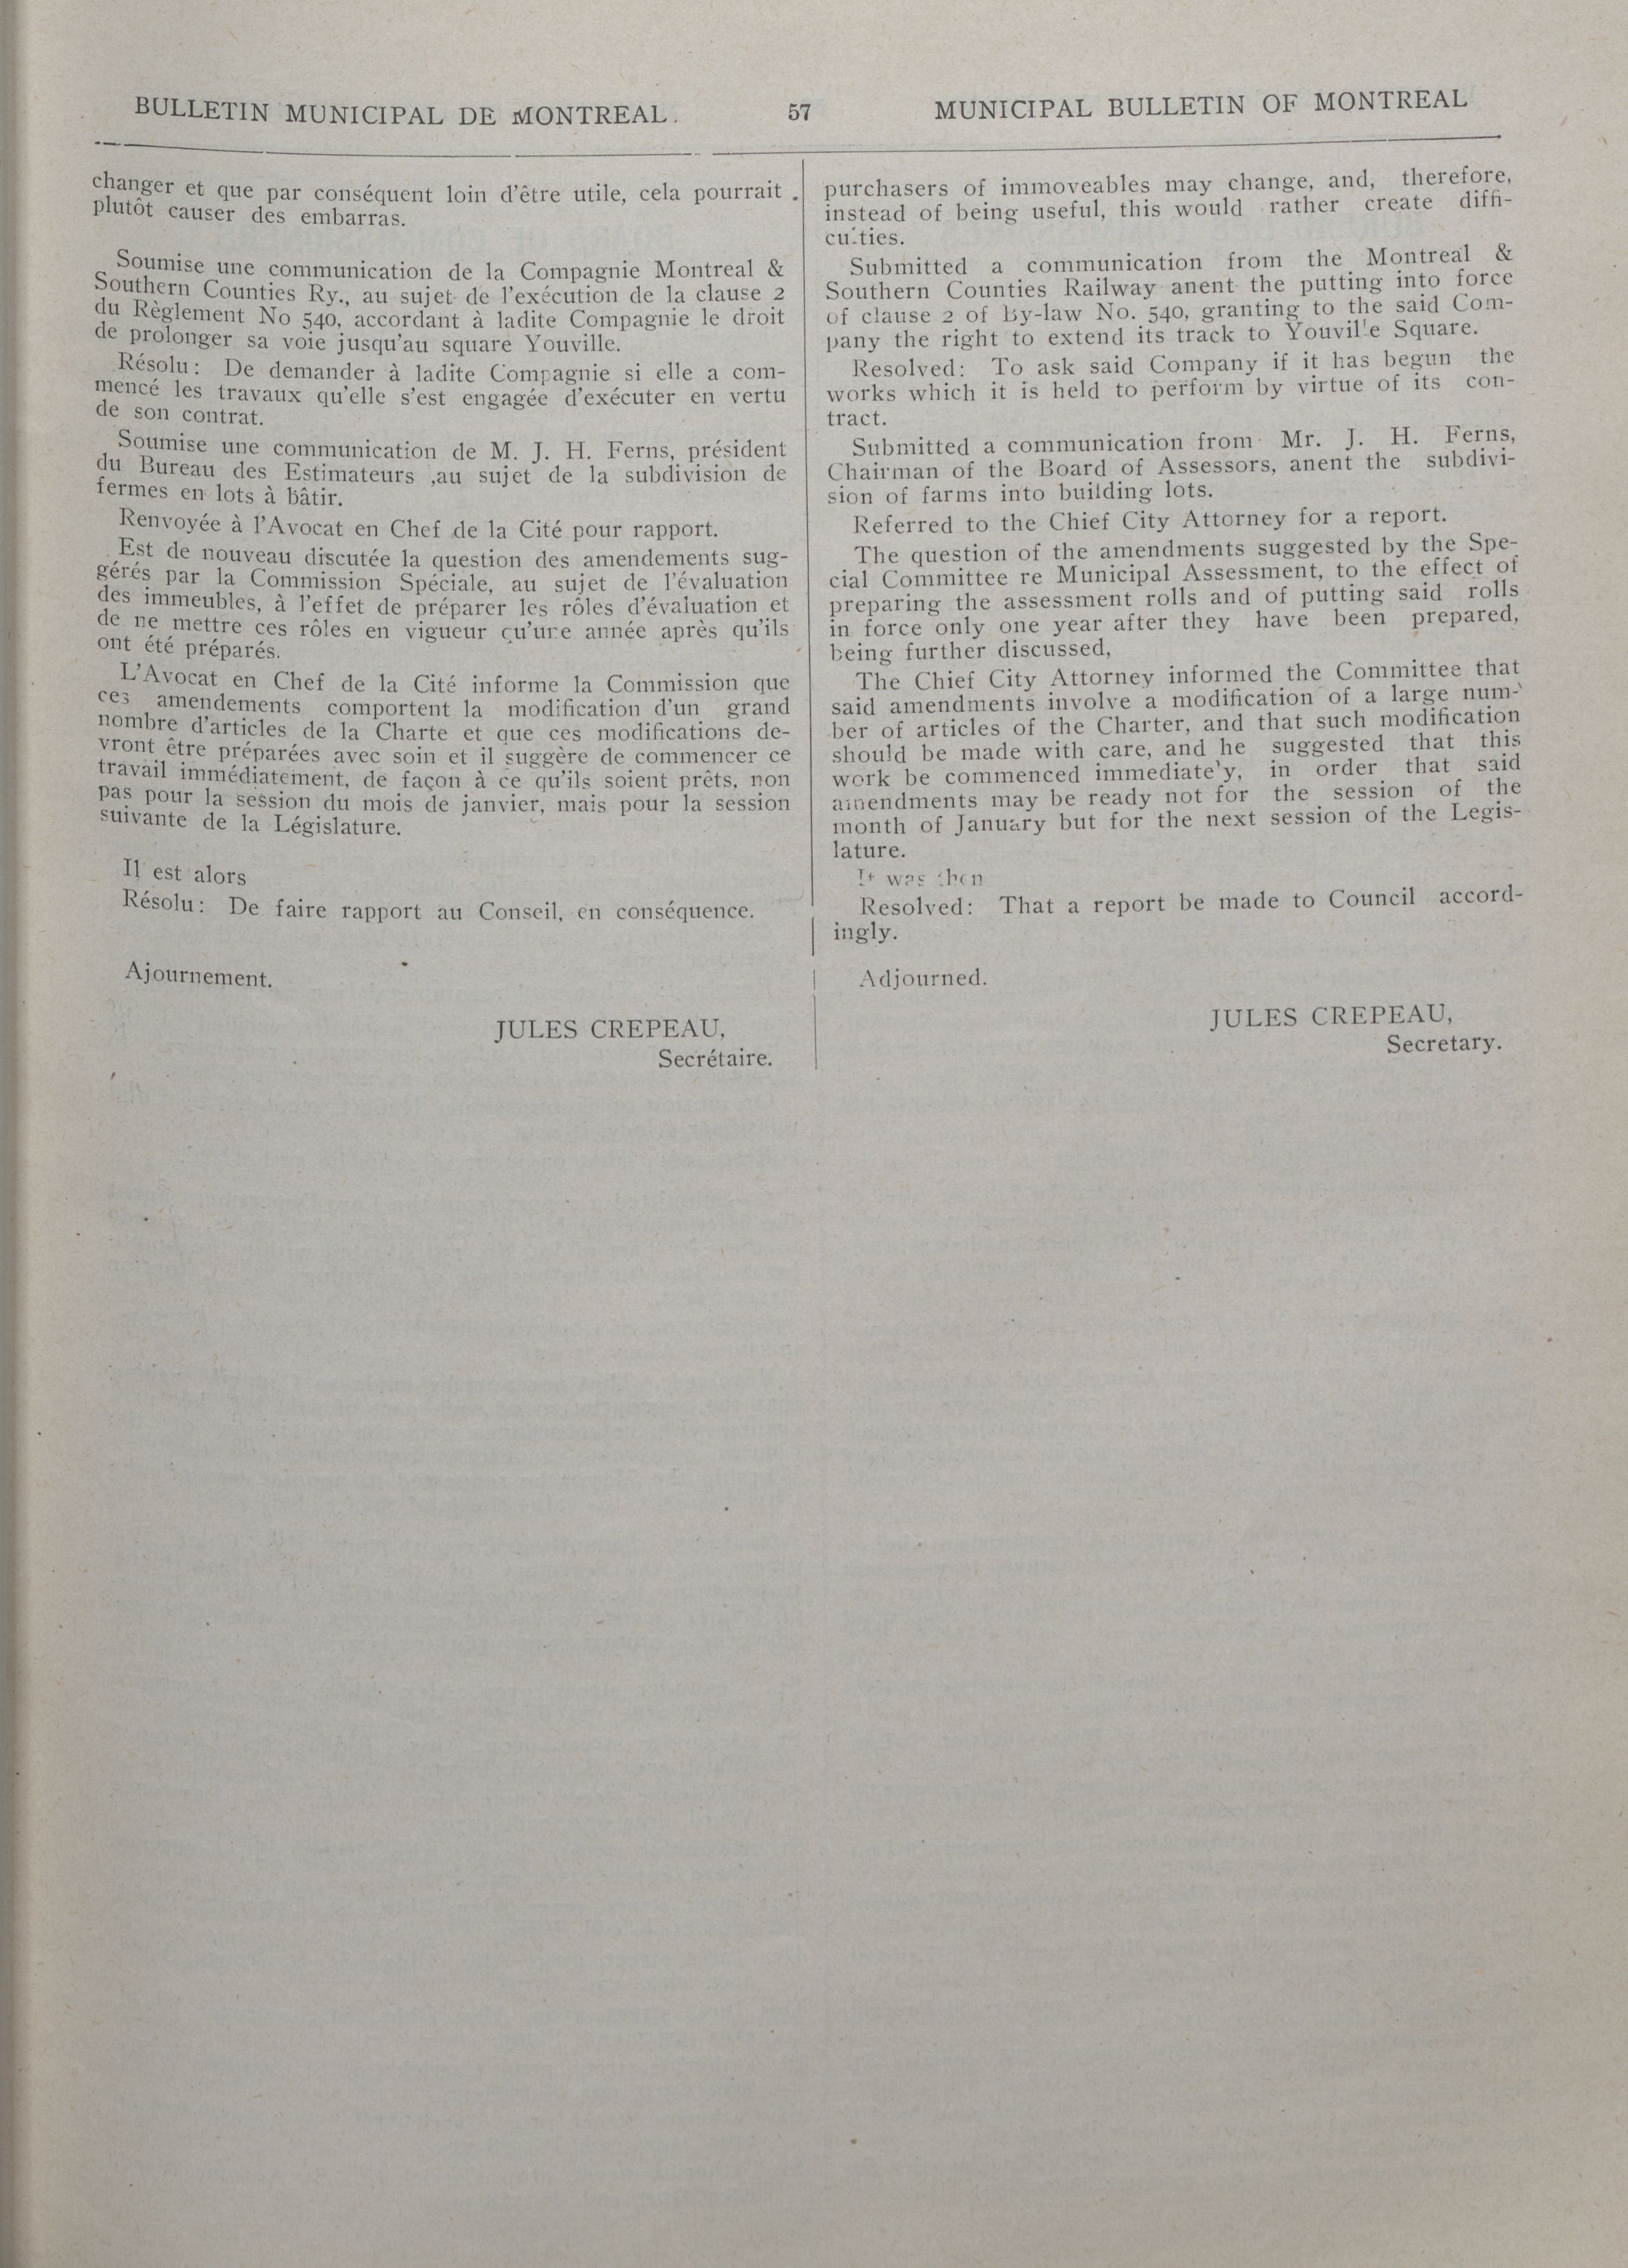 BULLETIN MUNICIPAL DE MONTREAL.
57
MUNICIPAL BULLETIN OF MONTREAL
changer et que par conséquent loin d'être utile, cela pourrait
plutôt causer des embarras.
Soumise une communication de la Compagnie Montreal &
Southern Counties Ry., au sujet de l'exécution de la clause 2
du Règlement No 540, accordant à ladite Compagnie le droit
de prolonger sa voie jusqu'au square Youville.
Résolu: De demander à ladite Compagnie si elle a com-
mencé les travaux qu'elle s'est engagée d'exécuter en vertu
de son contrat.
Soumise une communication de M. J. H. Ferns, président
du Bureau des Estimateurs ,au sujet de la subdivision de
fermes en lots à bâtir.
Renvoyée à l'Avocat en Chef de la Cité pour rapport.
Est de nouveau discutée la question des amendements sug-
gérés par la Commission Spéciale, au sujet de l'évaluation
des immeubles, à l'effet de préparer les rôles d'évaluation et
de ne mettre ces rôles en vigueur qu'une année après qu'ils
ont été préparés.
L'Avocat en Chef de la Cité informe la Commission que
ces amendements comportent la modification d'un grand
nombre d'articles de la Charte et que ces modifications de-
vront être préparées avec soin et il suggère de commencer ce
travail immédiatement, de façon à ce qu'ils soient prêts, non
pas pour la session du mois de janvier, mais pour la session
suivante de la Législature.
Il est alors
Résolu: De faire rapport au Conseil, en conséquence.
Ajournement.
JULES CREPEAU,
Secrétaire.
purchasers of immoveables may change, and, therefore,
instead of being useful, this would rather create diffi-
culties.
Submitted a communication from the Montreal &
Southern Counties Railway anent the putting into force
of clause 2 of By-law No. 540, granting to the said Com-
pany the right to extend its track to Youville Square.
Resolved: To ask said Company if it has begun the
works which it is held to perform by virtue of its con-
tract.
Submitted a communication from Mr. J. H. Ferns,
Chairman of the Board of Assessors, anent the subdivi-
sion of farms into building lots.
Referred to the Chief City Attorney for a report.
The question of the amendments suggested by the Spe-
cial Committee re Municipal Assessment, to the effect of
preparing the assessment rolls and of putting said rolls
in force only one year after they have been prepared,
being further discussed,
The Chief City Attorney informed the Committee that
said amendments involve a modification of a large num-
ber of articles of the Charter, and that such modification
should be made with care, and he suggested that this
work be commenced immediate'y, in order that said
amendments may be ready not for the session of the
month of January but for the next session of the Legis-
lature.
It was then
Resolved: That a report be made to Council accord-
ingly.
Adjourned.
JULES CREPEAU,
Secretary.